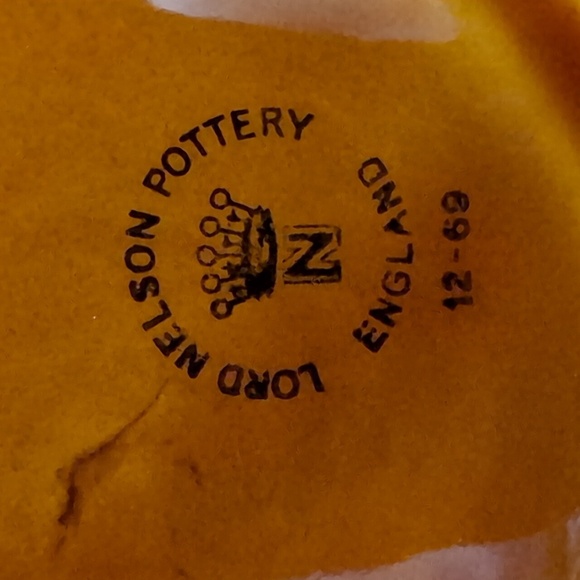 LORD NELSON POTTERY
N
ENGLAND
12-69